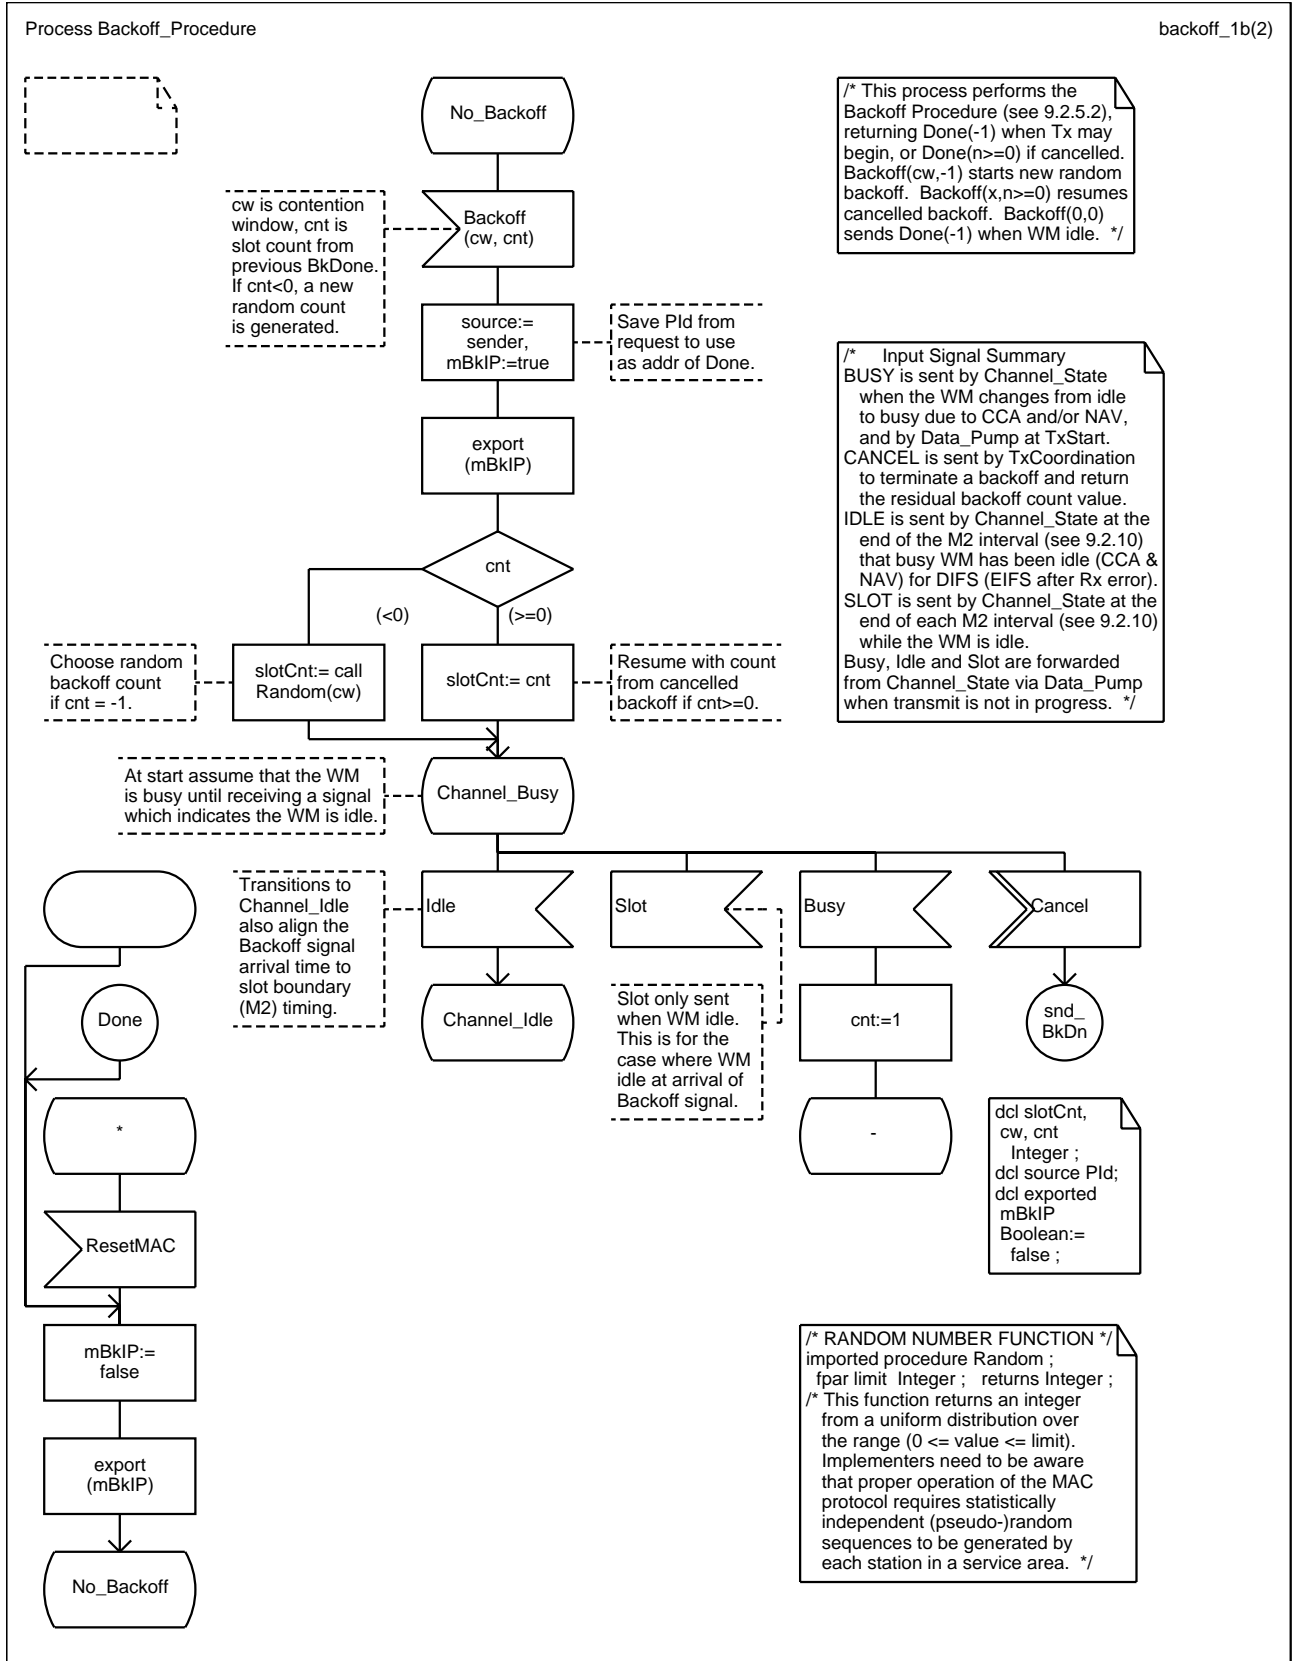 Process Backoff_Procedure
backoff_1b(2)
No_Backoff
/* This process performs the
Backoff Procedure (see 9.2.5.2),
returning Done(-1) when Tx may
begin, or Done(n>=0) if cancelled.
Backoff(cw,-1) starts new random
backoff.  Backoff(x,n>=0) resumes
cancelled backoff.  Backoff(0,0)
sends Done(-1) when WM idle.  */
cw is contention
window, cnt is
slot count from
previous BkDone.
If cnt<0, a new
random count
is generated.
Backoff
(cw, cnt)
source:=
sender,
mBkIP:=true
Save PId from
request to use
as addr of Done.
/*     Input Signal Summary
BUSY is sent by Channel_State
when the WM changes from idle
to busy due to CCA and/or NAV,
and by Data_Pump at TxStart.
CANCEL is sent by TxCoordination
to terminate a backoff and return
the residual backoff count value.
IDLE is sent by Channel_State at the
end of the M2 interval (see 9.2.10)
that busy WM has been idle (CCA &
NAV) for DIFS (EIFS after Rx error).
SLOT is sent by Channel_State at the
end of each M2 interval (see 9.2.10)
while the WM is idle.
Busy, Idle and Slot are forwarded
from Channel_State via Data_Pump
when transmit is not in progress.  */
export
(mBkIP)
cnt
(<0)
(>=0)
Choose random
backoff count
if cnt = -1.
slotCnt:= call
Random(cw)
slotCnt:= cnt
Resume with count
from cancelled
backoff if cnt>=0.
At start assume that the WM
is busy until receiving a signal
which indicates the WM is idle.
Channel_Busy
Transitions to
Channel_Idle
also align the
Backoff signal
arrival time to
slot boundary
(M2) timing.
Idle
Slot
Busy
Cancel
Channel_Idle
Slot only sent
when WM idle.
This is for the
case where WM
idle at arrival of
Backoff signal.
cnt:=1
snd_
BkDn
-
Done
*
ResetMAC
mBkIP:=
false
export
(mBkIP)
No_Backoff
dcl slotCnt,
cw, cnt
Integer ;
dcl source PId;
dcl exported
mBkIP
Boolean:=
false ;
/* RANDOM NUMBER FUNCTION */
imported procedure Random ;
fpar limit  Integer ;   returns Integer ;
/* This function returns an integer
from a uniform distribution over
the range (0 <= value <= limit).
Implementers need to be aware
that proper operation of the MAC
protocol requires statistically
independent (pseudo-)random
sequences to be generated by
each station in a service area.  */